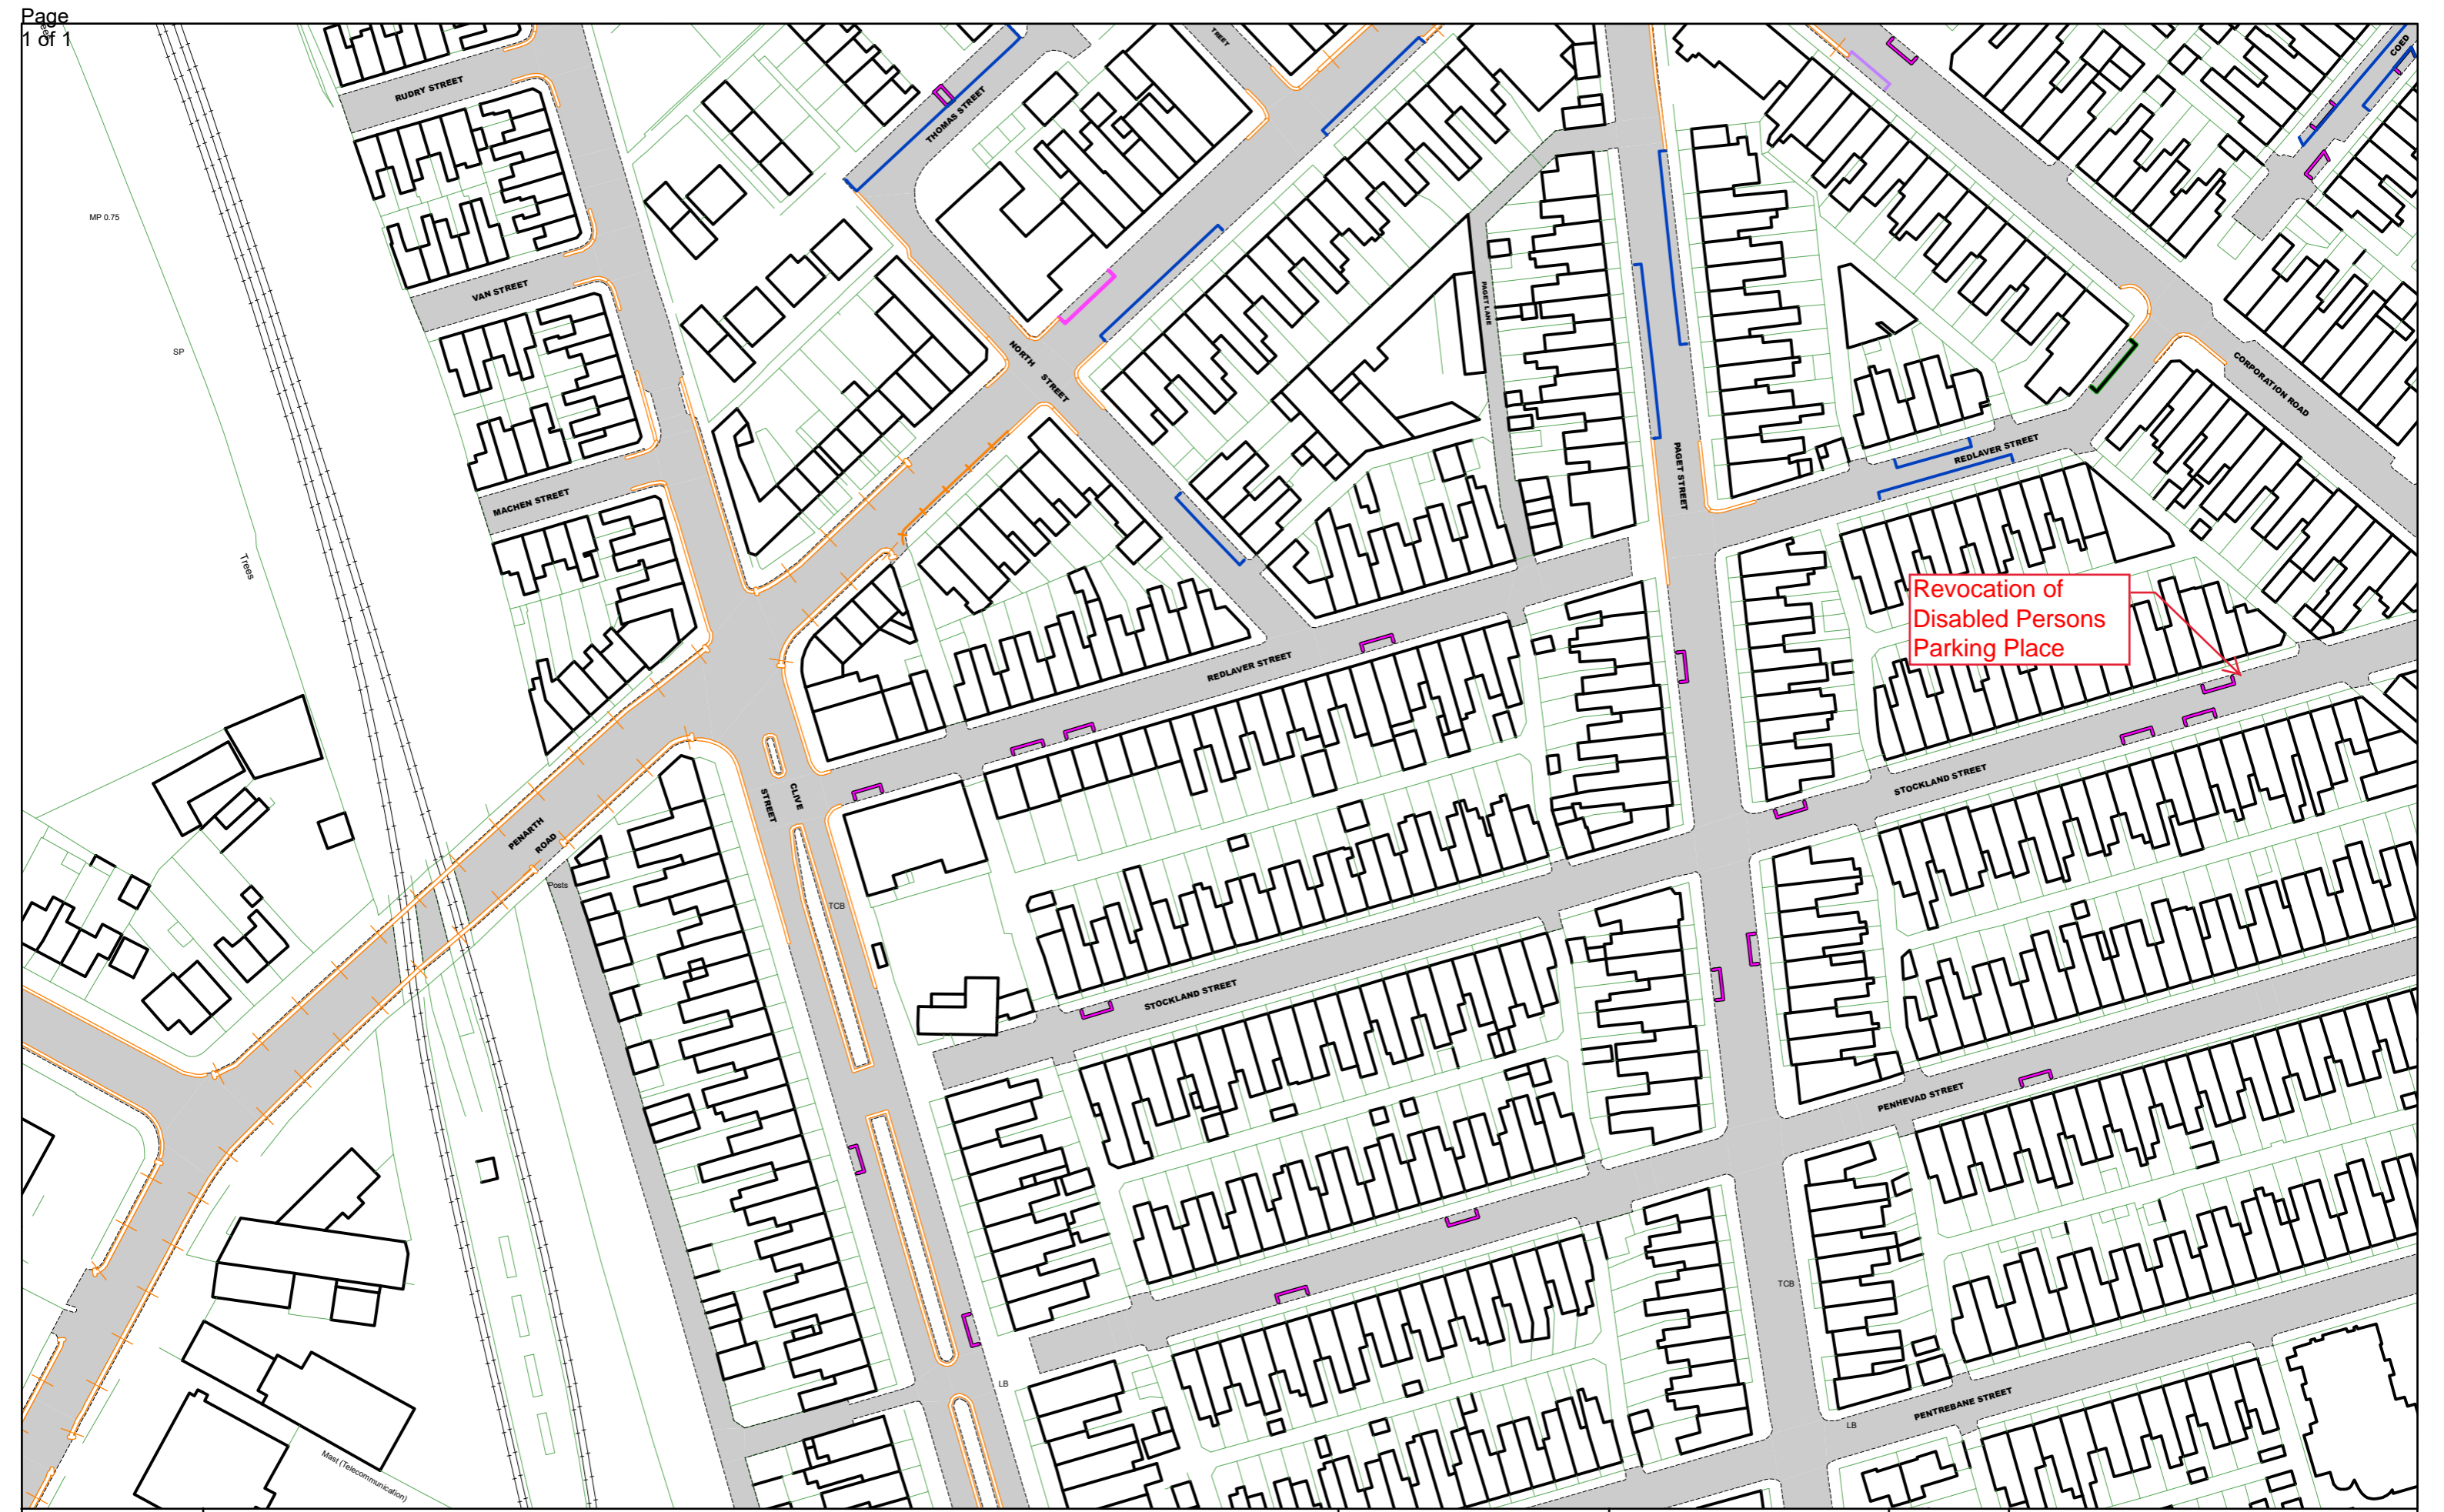 Page
1 of 1
RUDRY STREET
THOMAS STREET
COED
MP 0.75
VAN STREET
PAGET LANE
SP
NORTH STREET
CORPORATION ROAD
MACHEN STREET
PAGET STREET
REDLAVER STREET
Trees
Revocation of
Disabled Persons
Parking Place
REDLAVER STREET
STOCKLAND STREET
CLIVE
STREET
PENARTH
ROAD
Posts
TCB
STOCKLAND STREET
PENHEVAD STREET
TCB
LB
PENTREBANE STREET
LB
Mast (Telecommunication)